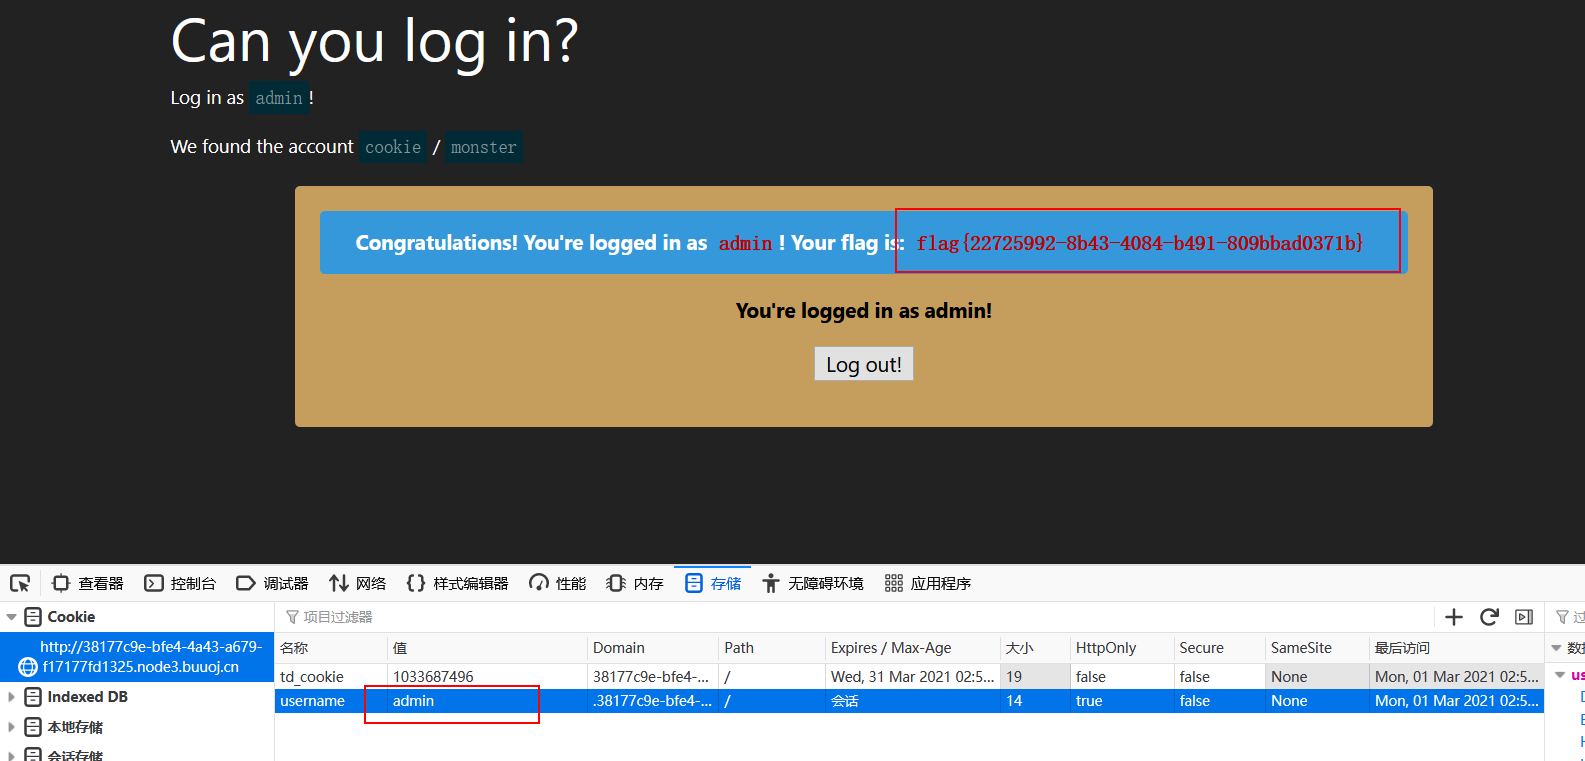 Can you log in?
Log in as admin !
We found the account cookie / monster
Congratulations! You're logged in as admin ! Your flag is: flag{22725992-8b43-4084-b491-809bbad0371b}
You're logged in as admin!
Log out!
查看器 控制台 调试器 网络 样式编辑器 性能 内存 存储 无障碍环境 应用程序
Cookie
项目过滤器
http://38177c9e-bfe4-4a43-a679-
f17177fd1325.node3.buuoj.cn
Indexed DB
本地存储
会话存储
名称 值 Domain Path Expires / Max-Age 大小 HttpOnly Secure SameSite 最后访问
td_cookie 1033687496 38177c9e-bfe4-... / Wed, 31 Mar 2021 02:5... 19 false false None Mon, 01 Mar 2021 02:5...
username admin .38177c9e-bfe4-... / 会话 14 true false None Mon, 01 Mar 2021 02:5...